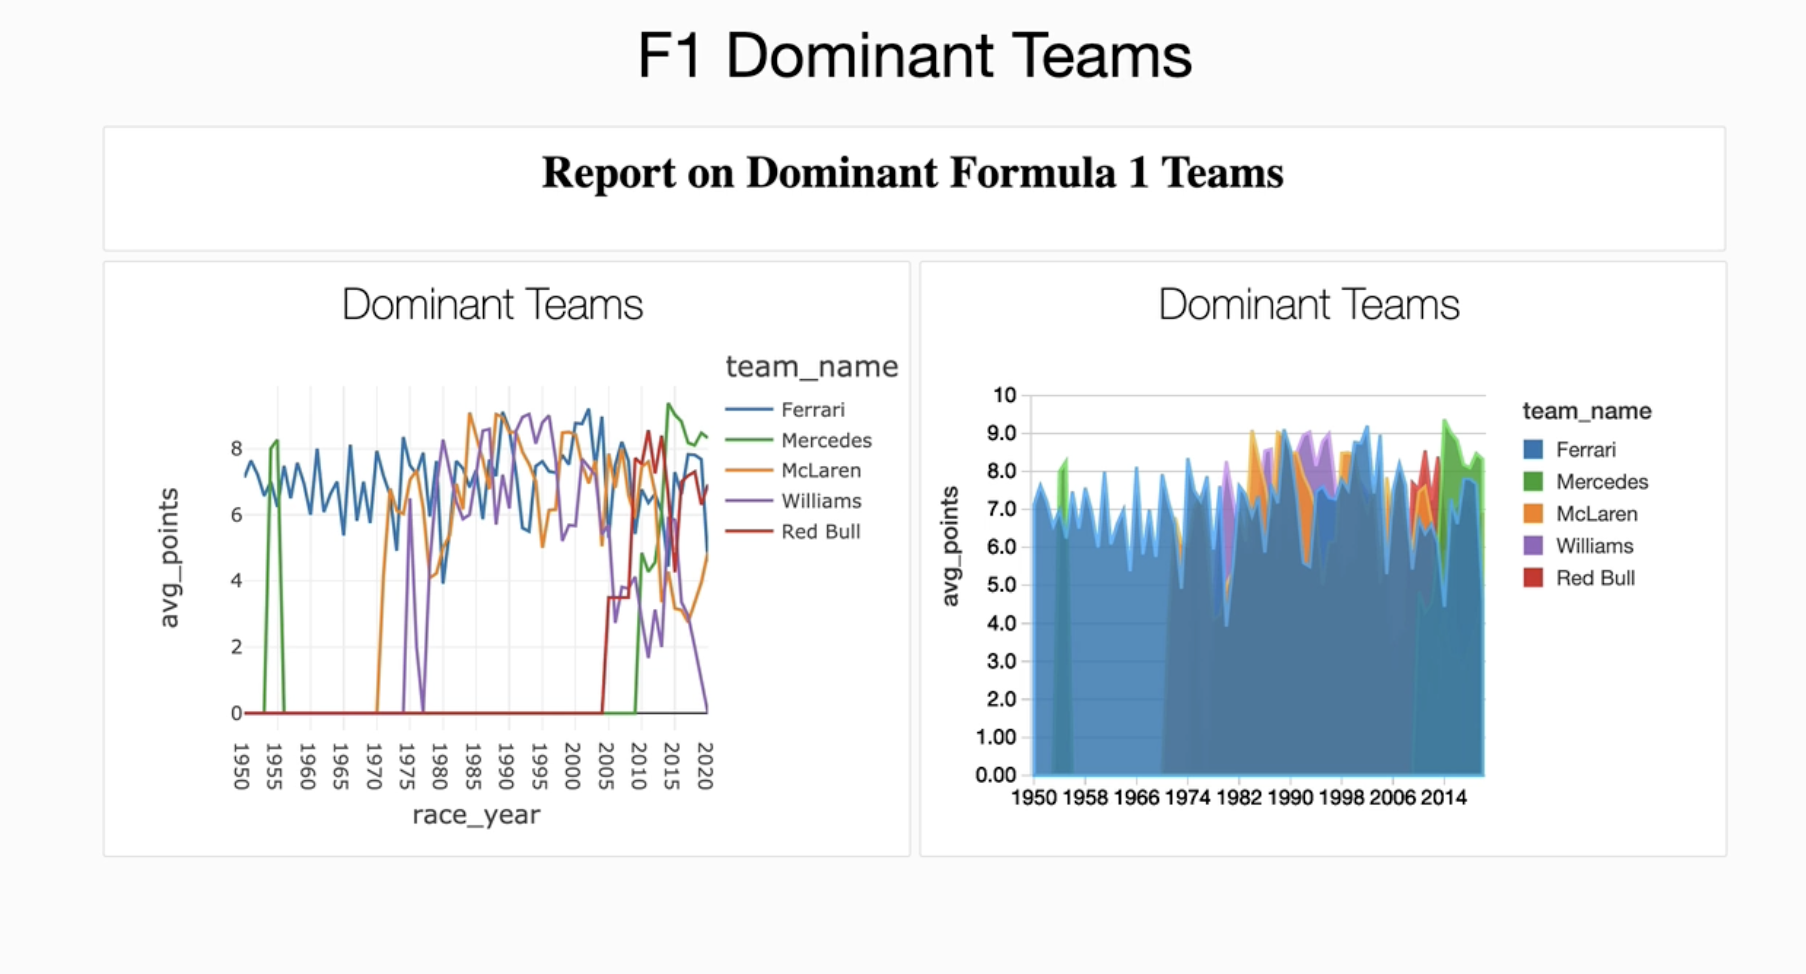 F1 Dominant Teams
Report on Dominant Formula 1 Teams
Dominant Teams
team_name
Ferrari
Mercedes
McLaren
Williams
Red Bull
avg_points
8
6
4
2
0
1950 1955 1960 1965 1970 1975 1980 1985 1990 1995 2000 2005 2010 2015 2020
race_year
Dominant Teams
team_name
Ferrari
Mercedes
McLaren
Williams
Red Bull
avg_points
10
9.0
8.0
7.0
6.0
5.0
4.0
3.0
2.0
1.00
0.00
1950 1958 1966 1974 1982 1990 1998 2006 2014